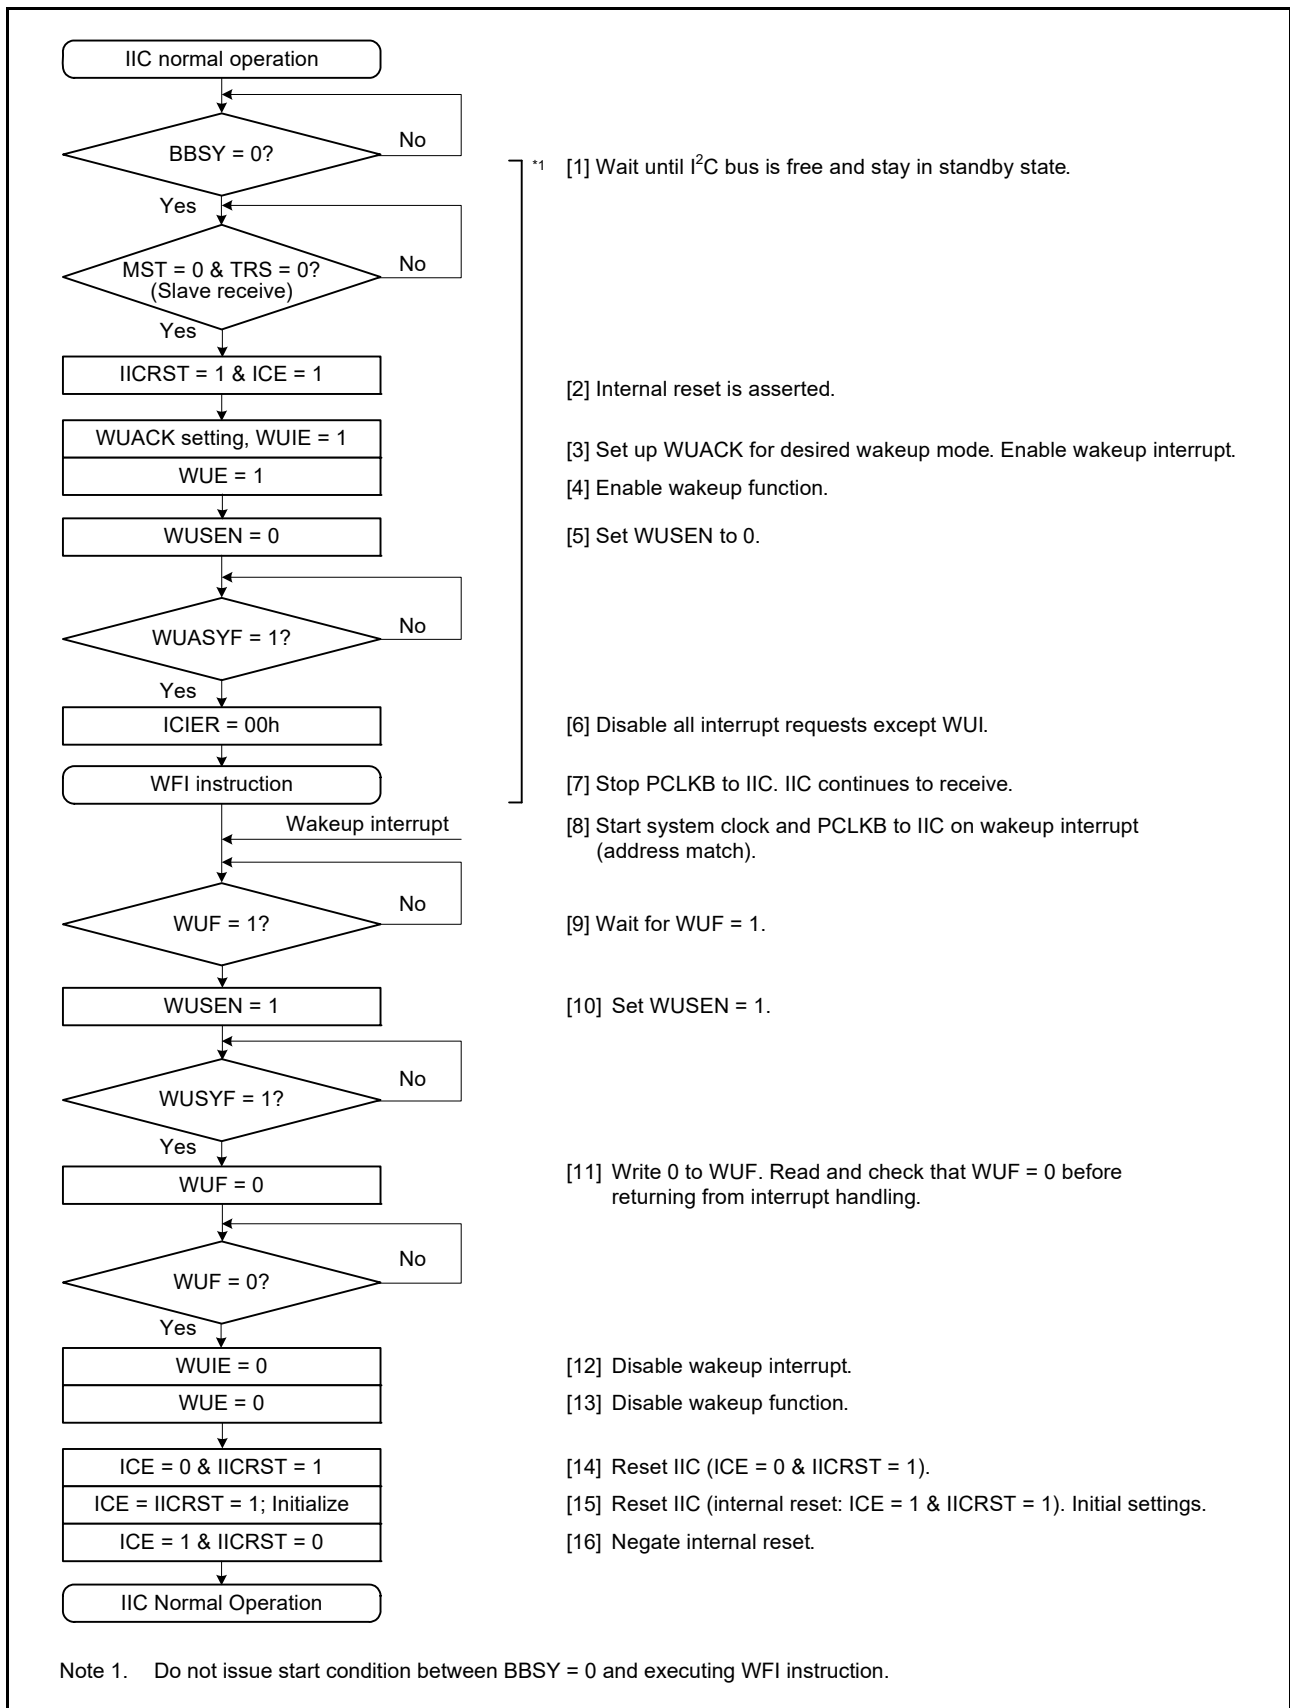 IIC normal operation
BBSY = 0?
No
*1
[1] Wait until I²C bus is free and stay in standby state.
Yes
MST = 0 & TRS = 0?
(Slave receive)
No
Yes
IICRST = 1 & ICE = 1
[2] Internal reset is asserted.
WUACK setting, WUIE = 1
[3] Set up WUACK for desired wakeup mode. Enable wakeup interrupt.
WUE = 1
[4] Enable wakeup function.
WUSEN = 0
[5] Set WUSEN to 0.
WUASYF = 1?
No
Yes
ICIER = 00h
[6] Disable all interrupt requests except WUI.
WFI instruction
[7] Stop PCLKB to IIC. IIC continues to receive.
Wakeup interrupt
[8] Start system clock and PCLKB to IIC on wakeup interrupt
(address match).
WUF = 1?
No
[9] Wait for WUF = 1.
WUSEN = 1
[10] Set WUSEN = 1.
WUSYF = 1?
No
Yes
WUF = 0
[11] Write 0 to WUF. Read and check that WUF = 0 before
returning from interrupt handling.
WUF = 0?
No
Yes
WUIE = 0
[12] Disable wakeup interrupt.
WUE = 0
[13] Disable wakeup function.
ICE = 0 & IICRST = 1
[14] Reset IIC (ICE = 0 & IICRST = 1).
ICE = IICRST = 1; Initialize
[15] Reset IIC (internal reset: ICE = 1 & IICRST = 1). Initial settings.
ICE = 1 & IICRST = 0
[16] Negate internal reset.
IIC Normal Operation
Note 1. Do not issue start condition between BBSY = 0 and executing WFI instruction.